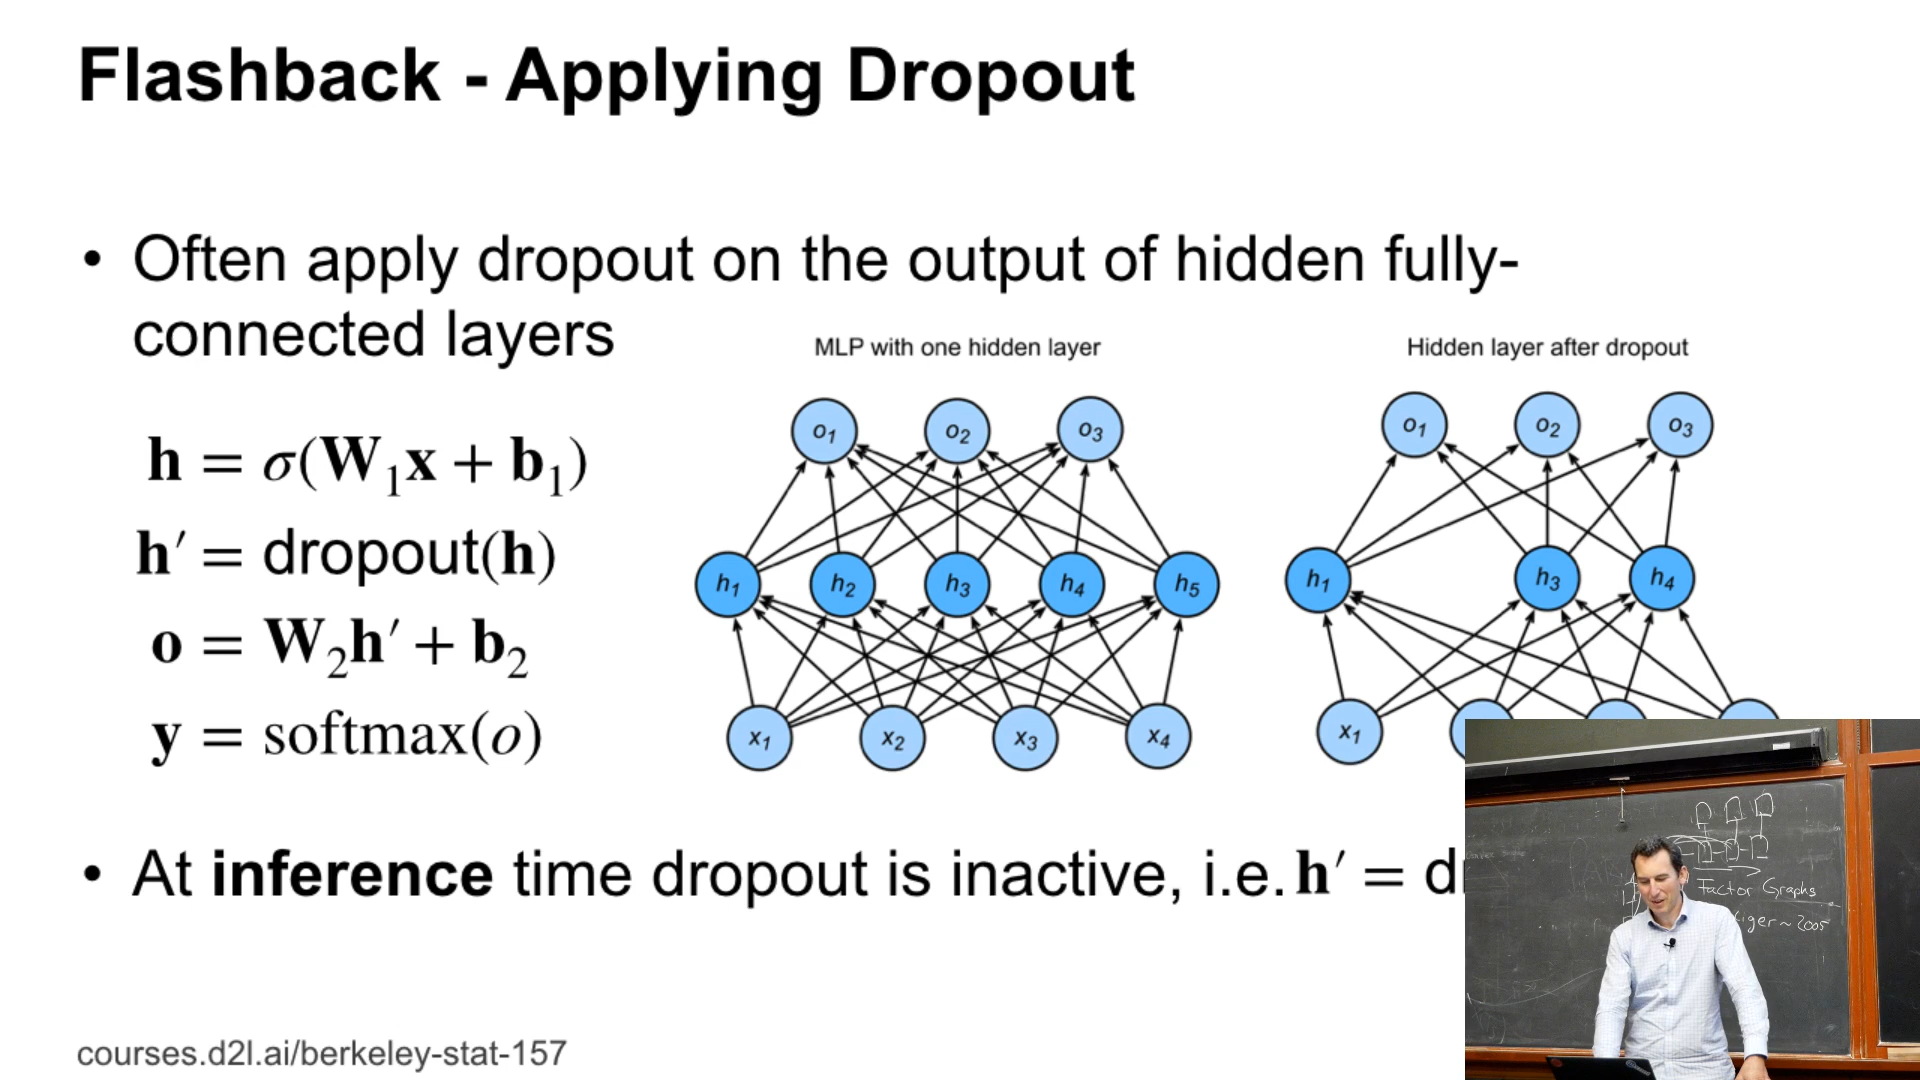 Flashback - Applying Dropout
• Often apply dropout on the output of hidden fully-
connected layers
h = σ(W₁x + b₁)
h′ = dropout(h)
o = W₂h′ + b₂
y = softmax(o)
MLP with one hidden layer
o₁ o₂ o₃
h₁ h₂ h₃ h₄ h₅
x₁ x₂ x₃ x₄
Hidden layer after dropout
o₁ o₂ o₃
h₁ h₃ h₄
x₁
• At inference time dropout is inactive, i.e. h′ =
Factor Graphs
~2005
courses.d2l.ai/berkeley-stat-157